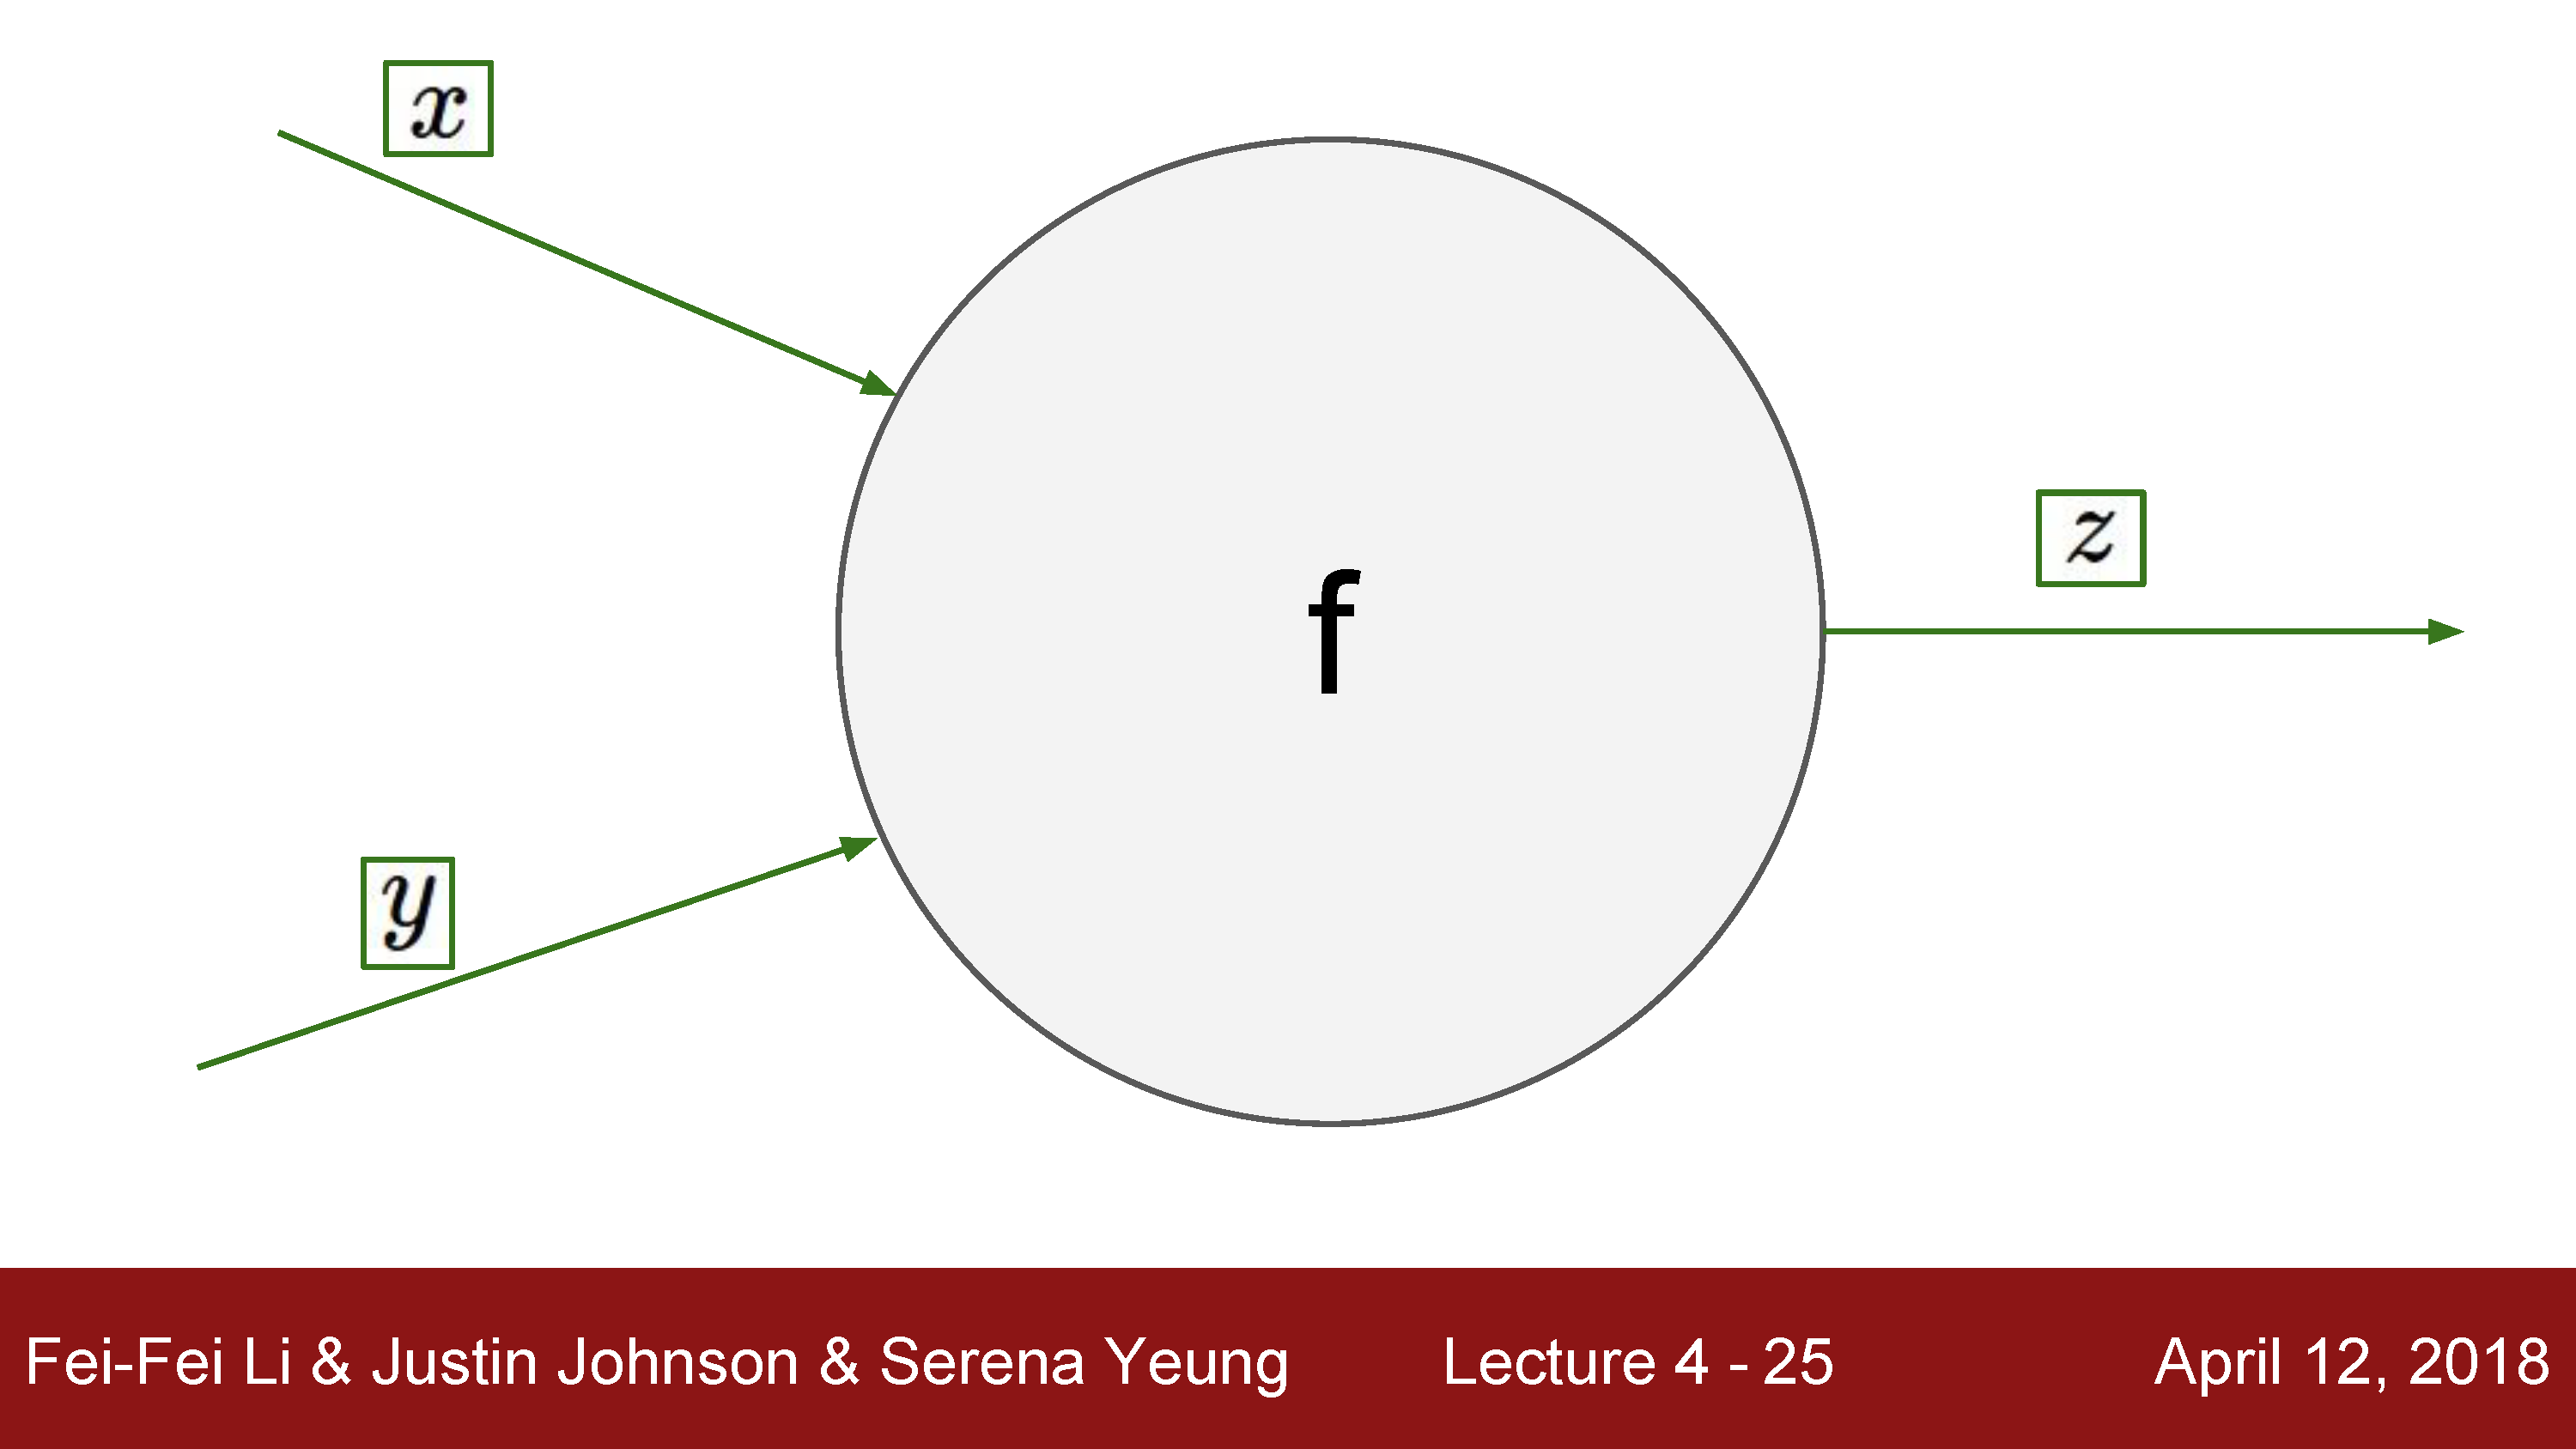 x
f
z
y
Fei-Fei Li & Justin Johnson & Serena Yeung Lecture 4 - 25 April 12, 2018